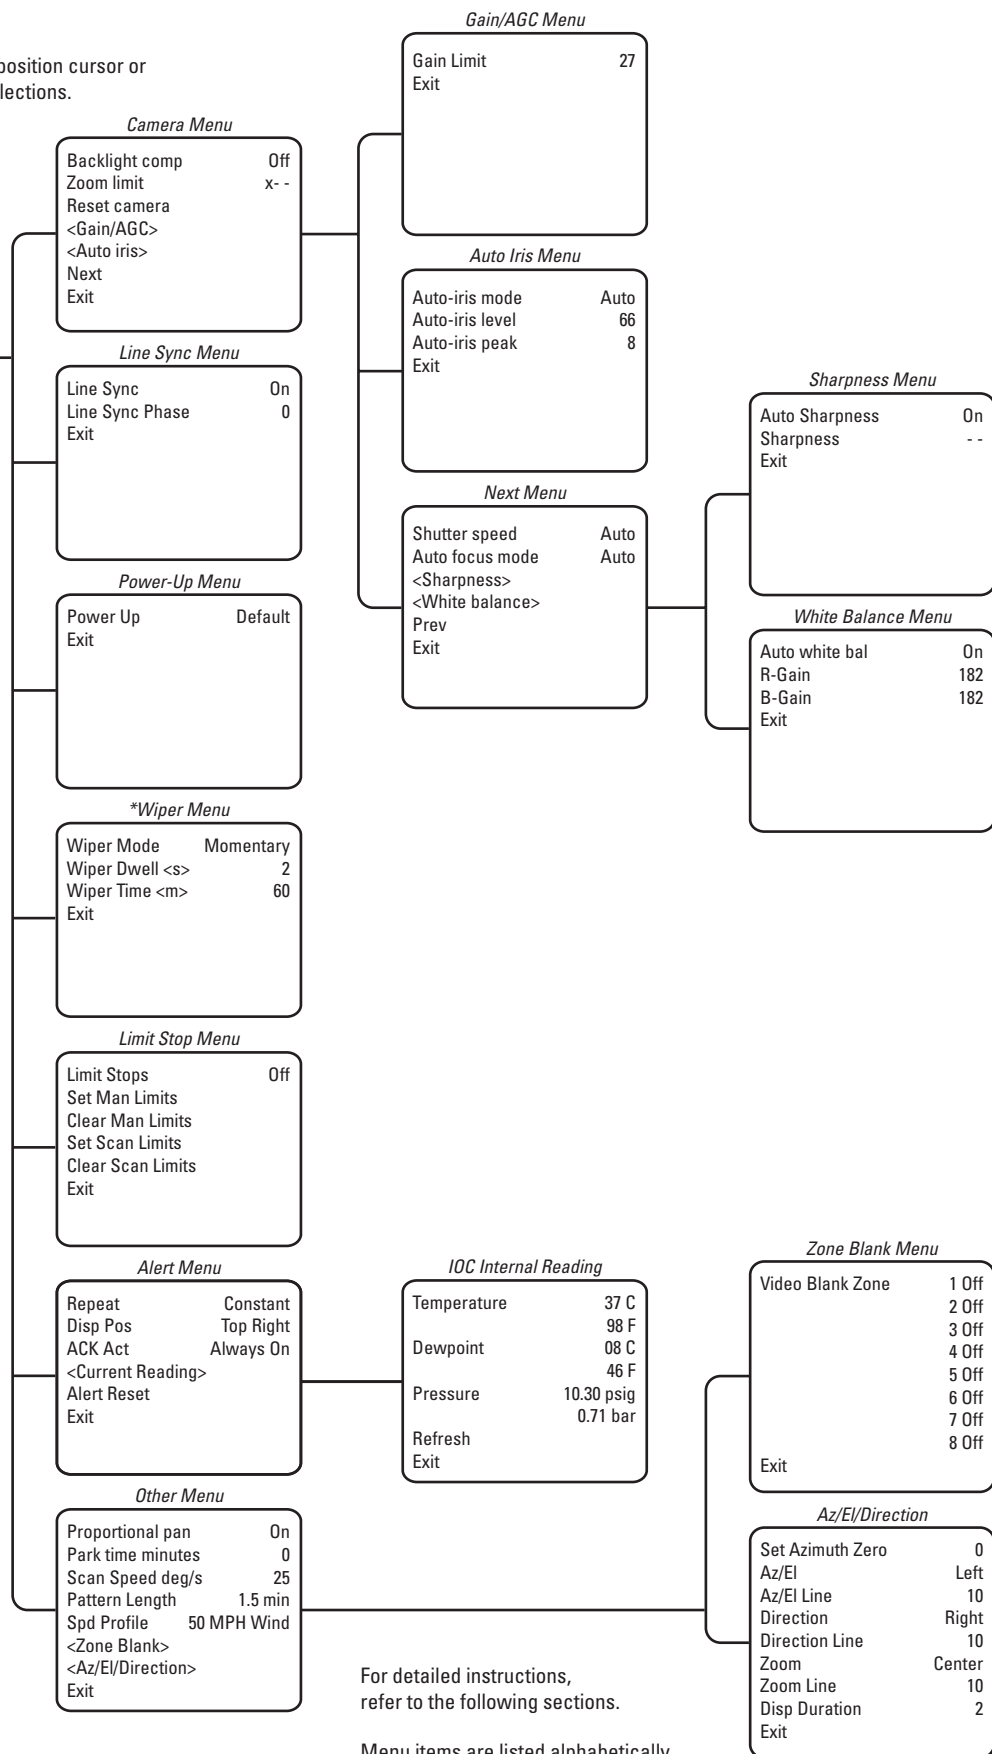 position cursor or
lections.
Gain/AGC Menu
Gain Limit 27
Exit
Camera Menu
Backlight comp Off
Zoom limit x- -
Reset camera
<Gain/AGC>
<Auto iris>
Next
Exit
Auto Iris Menu
Auto-iris mode Auto
Auto-iris level 66
Auto-iris peak 8
Exit
Line Sync Menu
Line Sync On
Line Sync Phase 0
Exit
Next Menu
Shutter speed Auto
Auto focus mode Auto
<Sharpness>
<White balance>
Prev
Exit
Sharpness Menu
Auto Sharpness On
Sharpness - -
Exit
White Balance Menu
Auto white bal On
R-Gain 182
B-Gain 182
Exit
Power-Up Menu
Power Up Default
Exit
*Wiper Menu
Wiper Mode Momentary
Wiper Dwell <s> 2
Wiper Time <m> 60
Exit
Limit Stop Menu
Limit Stops Off
Set Man Limits
Clear Man Limits
Set Scan Limits
Clear Scan Limits
Exit
Alert Menu
Repeat Constant
Disp Pos Top Right
ACK Act Always On
<Current Reading>
Alert Reset
Exit
IOC Internal Reading
Temperature 37 C
98 F
Dewpoint 08 C
46 F
Pressure 10.30 psig
0.71 bar
Refresh
Exit
Zone Blank Menu
Video Blank Zone 1 Off
2 Off
3 Off
4 Off
5 Off
6 Off
7 Off
8 Off
Exit
Other Menu
Proportional pan On
Park time minutes 0
Scan Speed deg/s 25
Pattern Length 1.5 min
Spd Profile 50 MPH Wind
<Zone Blank>
<Az/El/Direction>
Exit
Az/El/Direction
Set Azimuth Zero 0
Az/El Left
Az/El Line 10
Direction Right
Direction Line 10
Zoom Center
Zoom Line 10
Disp Duration 2
Exit
For detailed instructions,
refer to the following sections.
Menu items are listed alphabetically